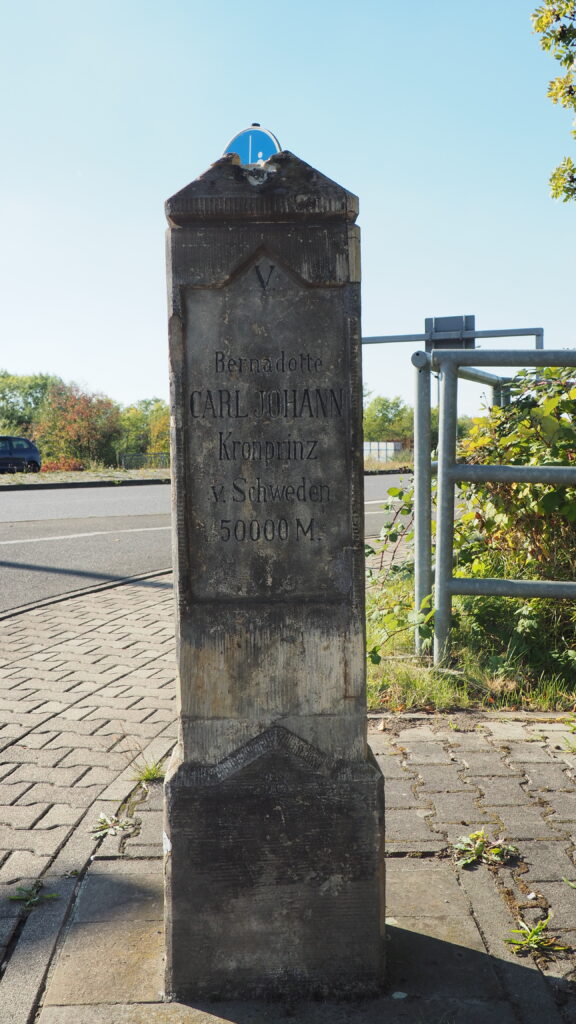 V.
Bernadotte
CARL JOHANN
Kronprinz
v. Schweden
50000 M.